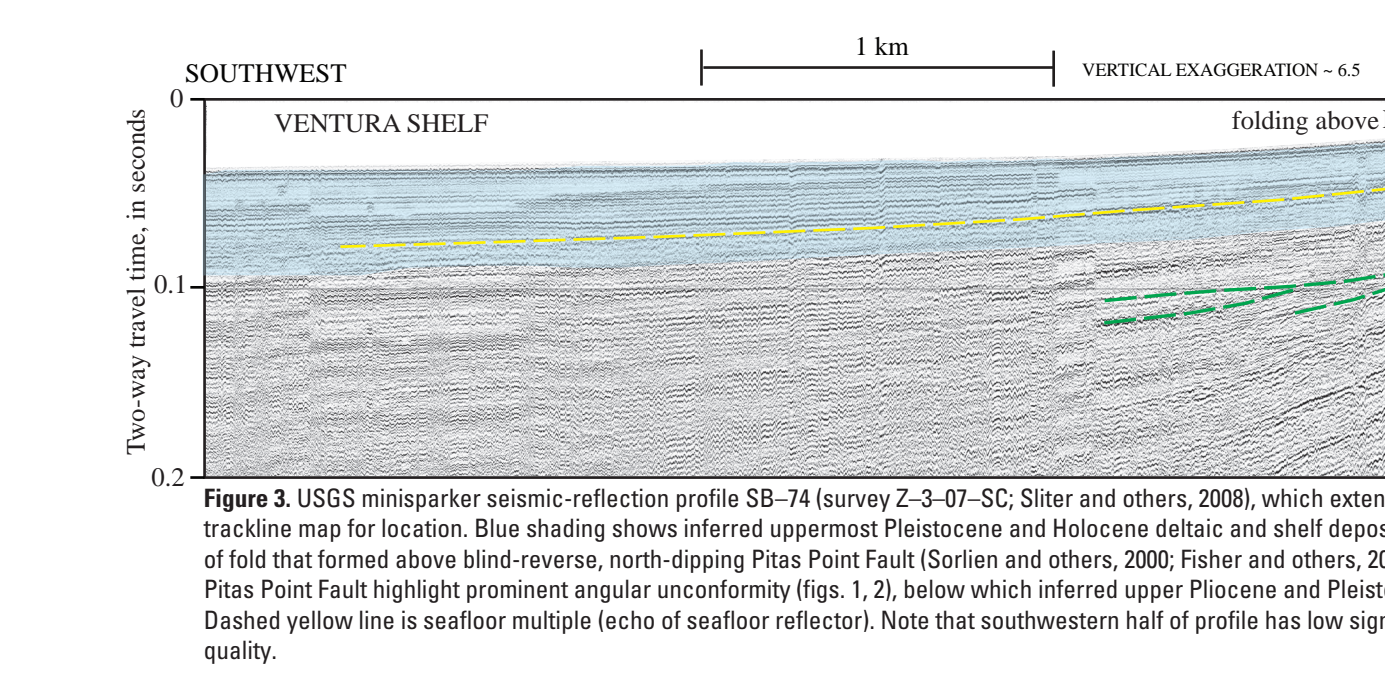 1 km
SOUTHWEST
VERTICAL EXAGGERATION ~ 6.5
0
VENTURA SHELF
folding above
Two-way travel time, in seconds
0.1
0.2
Figure 3. USGS minisparker seismic-reflection profile SB–74 (survey Z–3–07–SC; Sliter and others, 2008), which exten
trackline map for location. Blue shading shows inferred uppermost Pleistocene and Holocene deltaic and shelf depos
of fold that formed above blind-reverse, north-dipping Pitas Point Fault (Sorlien and others, 2000; Fisher and others, 20
Pitas Point Fault highlight prominent angular unconformity (figs. 1, 2), below which inferred upper Pliocene and Pleist
Dashed yellow line is seafloor multiple (echo of seafloor reflector). Note that southwestern half of profile has low sign
quality.